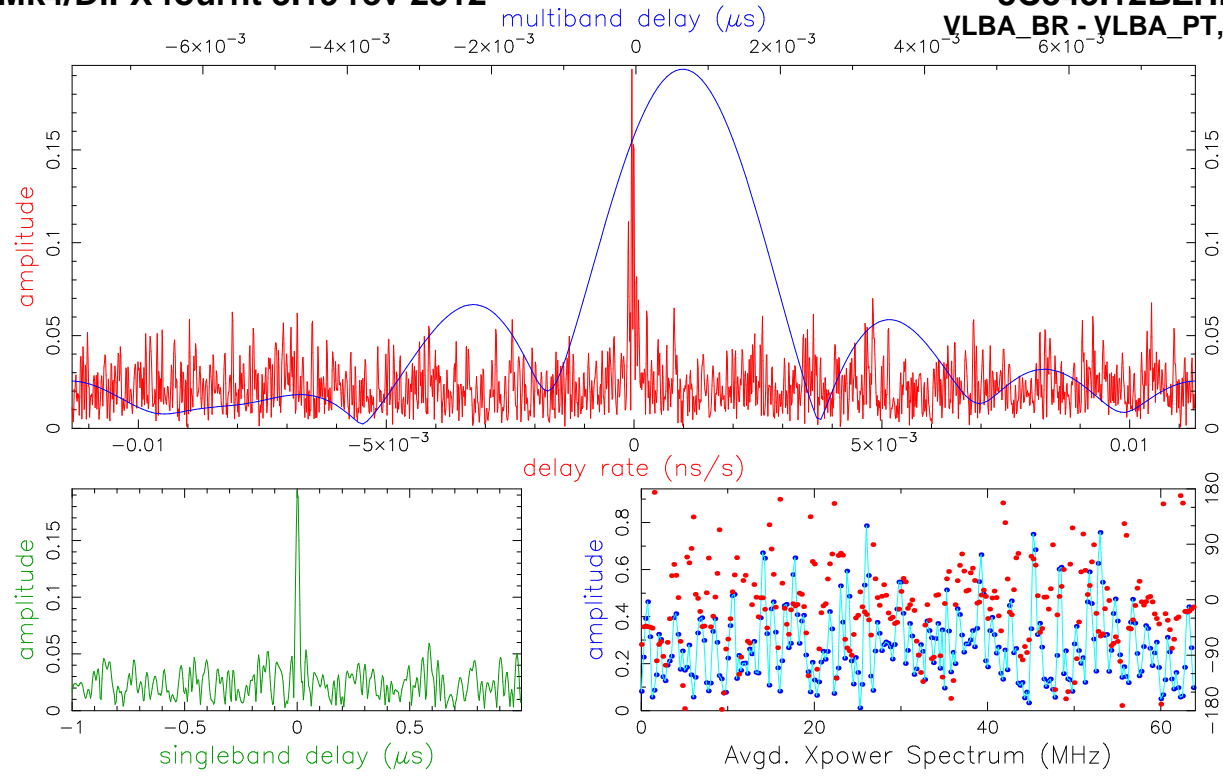 multiband delay (μs)
VLBA_BR - VLBA_PT,
−6×10⁻³ −4×10⁻³ −2×10⁻³ 0 2×10⁻³ 4×10⁻³ 6×10⁻³
amplitude
0 0.05 0.1 0.15
0 0.05 0.1 0.15
−0.01 −5×10⁻³ 0 5×10⁻³ 0.01
delay rate (ns/s)
amplitude
0 0.05 0.1 0.15
−1 −0.5 0 0.5
singleband delay (μs)
amplitude
0 0.2 0.4 0.6 0.8
−180 −90 0 90 180
0 20 40 60
Avgd. Xpower Spectrum (MHz)